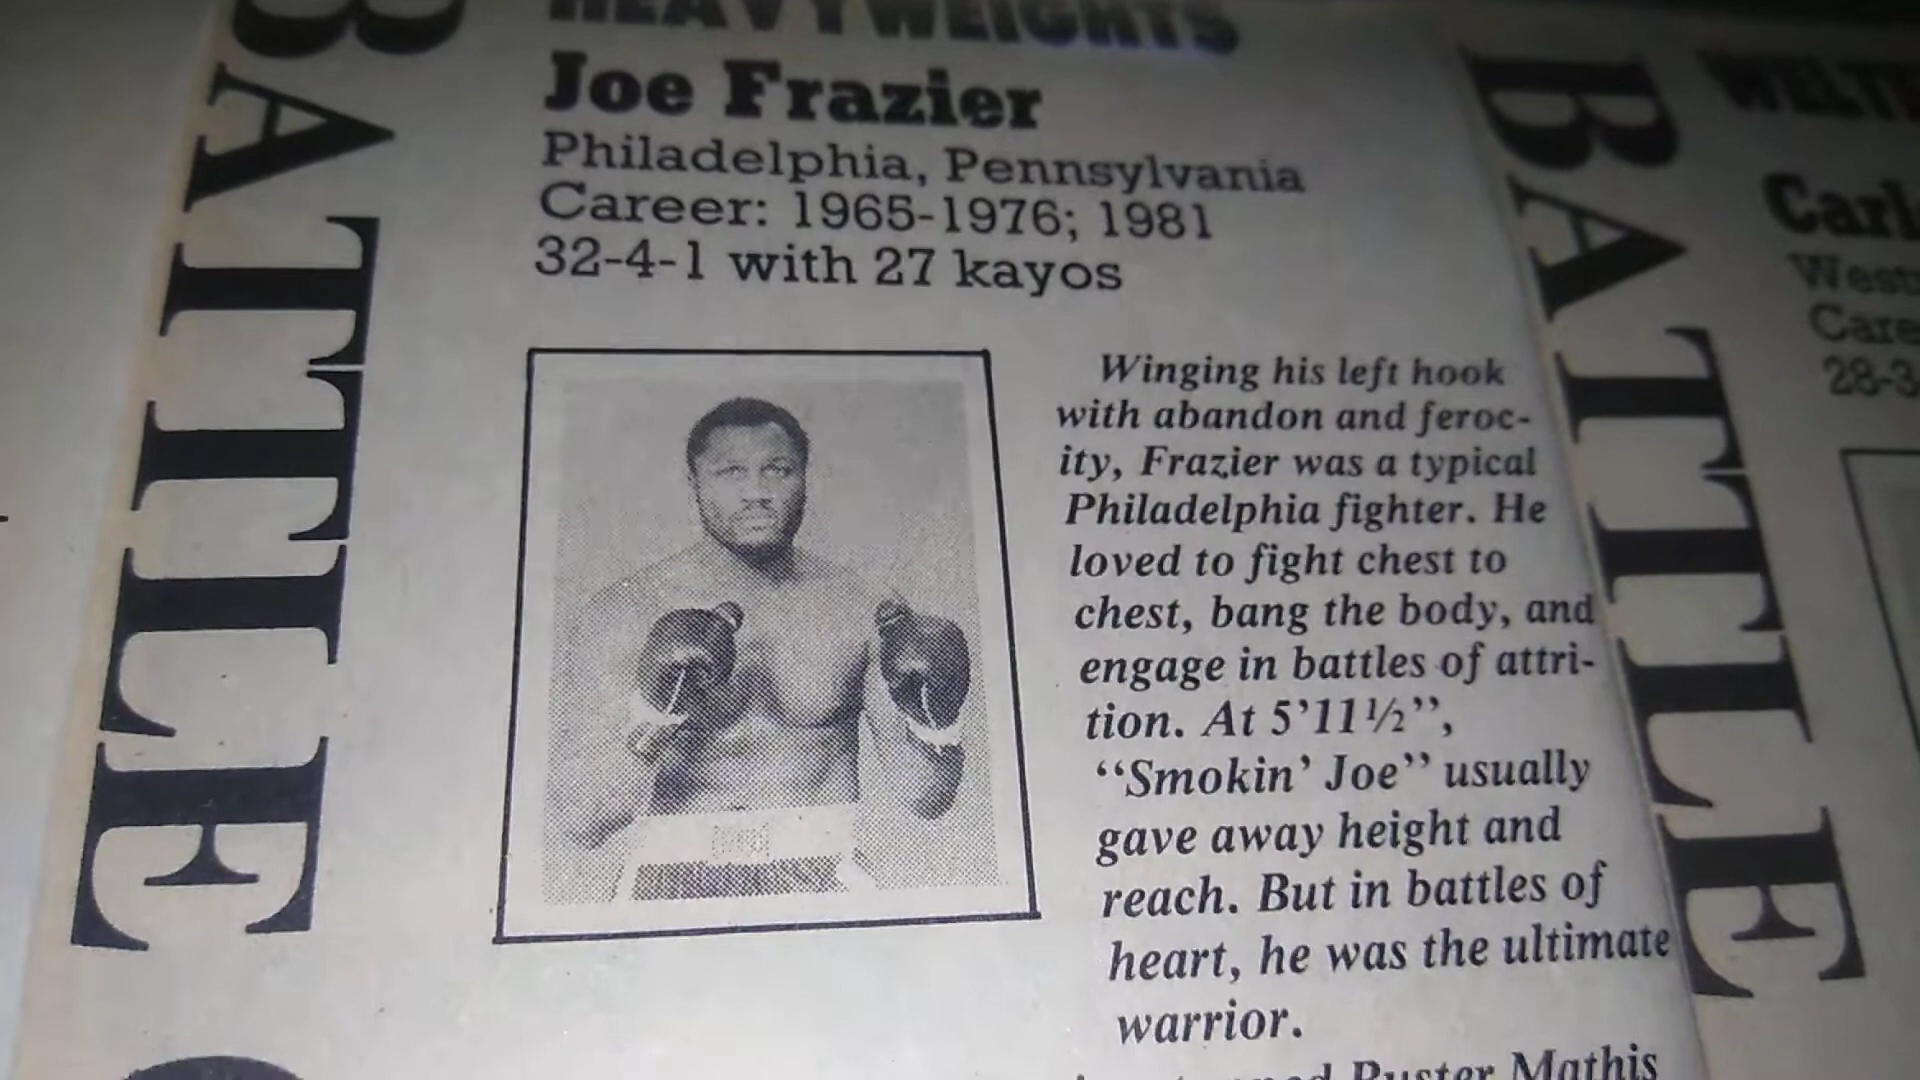 BATTLE
HEAVYWEIGHTS
Joe Frazier
Philadelphia, Pennsylvania
Career: 1965-1976; 1981
32-4-1 with 27 kayos
Winging his left hook
with abandon and feroc-
ity, Frazier was a typical
Philadelphia fighter. He
loved to fight chest to
chest, bang the body, and
engage in battles of attri-
tion. At 5’11½”,
“Smokin’ Joe” usually
gave away height and
reach. But in battles of
heart, he was the ultimate
warrior.
Buster Mathis
BATTLE